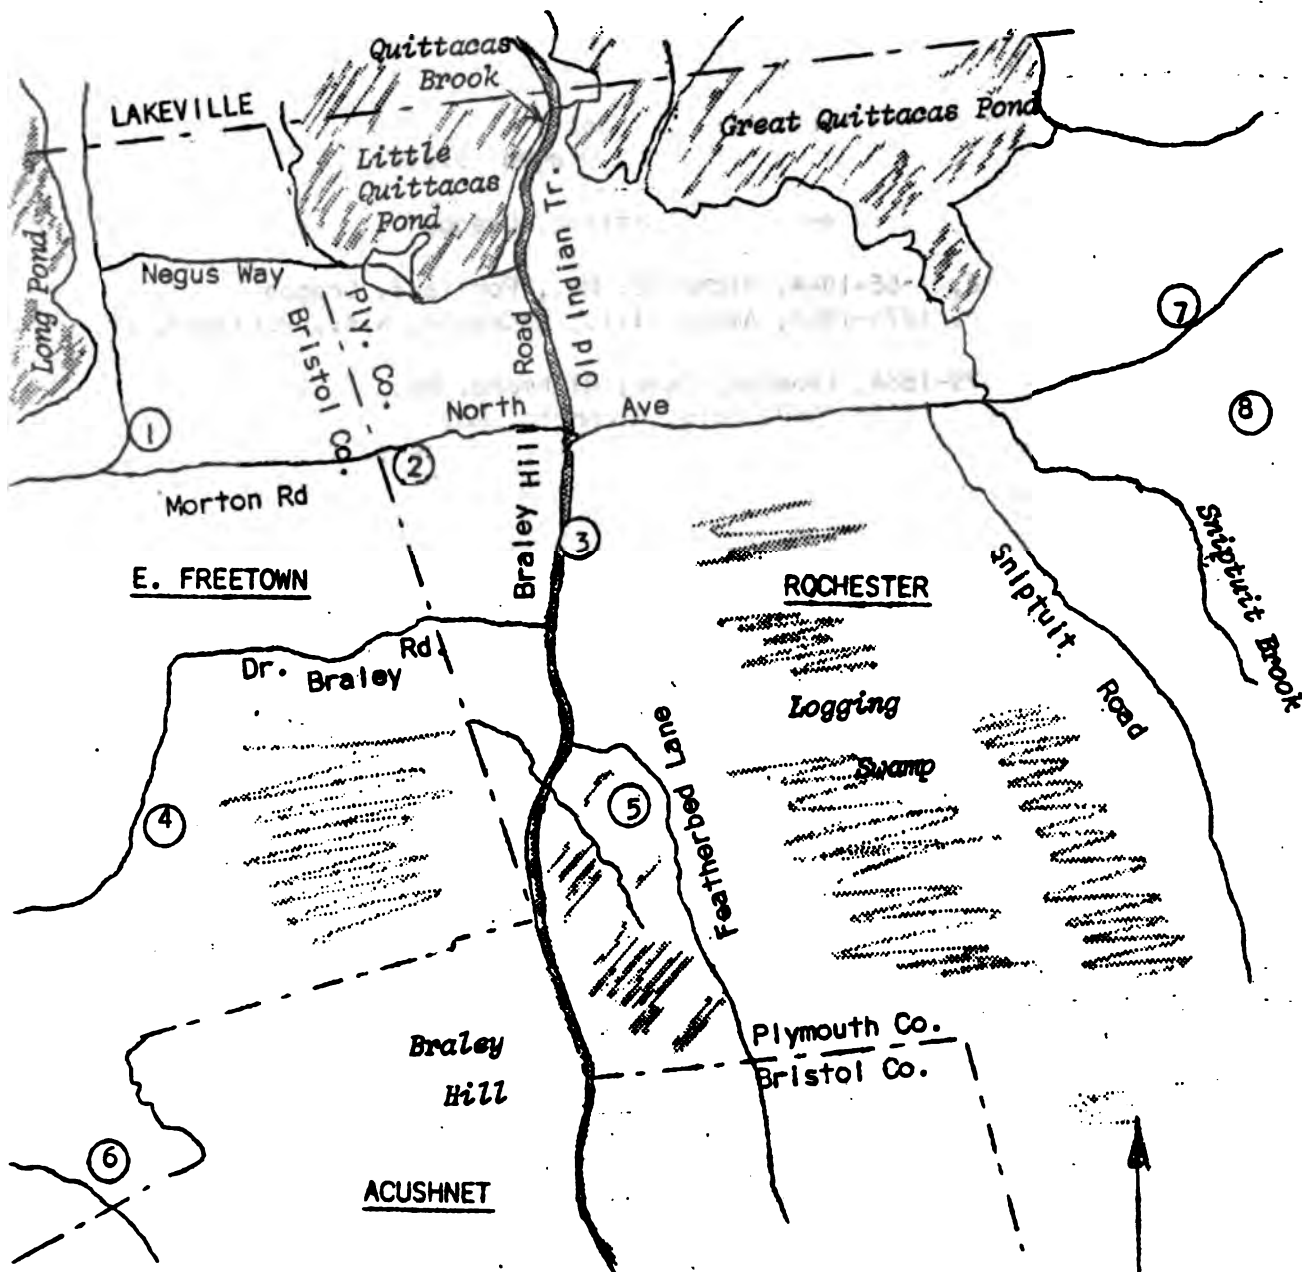 Quittacas
Brook
LAKEVILLE
Great Quittacas Pond
Little
Quittacas
Pond
Old Indian Tr.
Long Pond
Negus Way
Ply. Co.
Bristol Co.
7
8
1
North Ave
2
Morton Rd
Braley Hill Road
3
E. FREETOWN
ROCHESTER
Sniptuit Brook
Sniptuit Road
Dr. Braley Rd.
Logging
Swamp
Featherbed Lane
4
5
Braley
Hill
Plymouth Co.
Bristol Co.
6
ACUSHNET